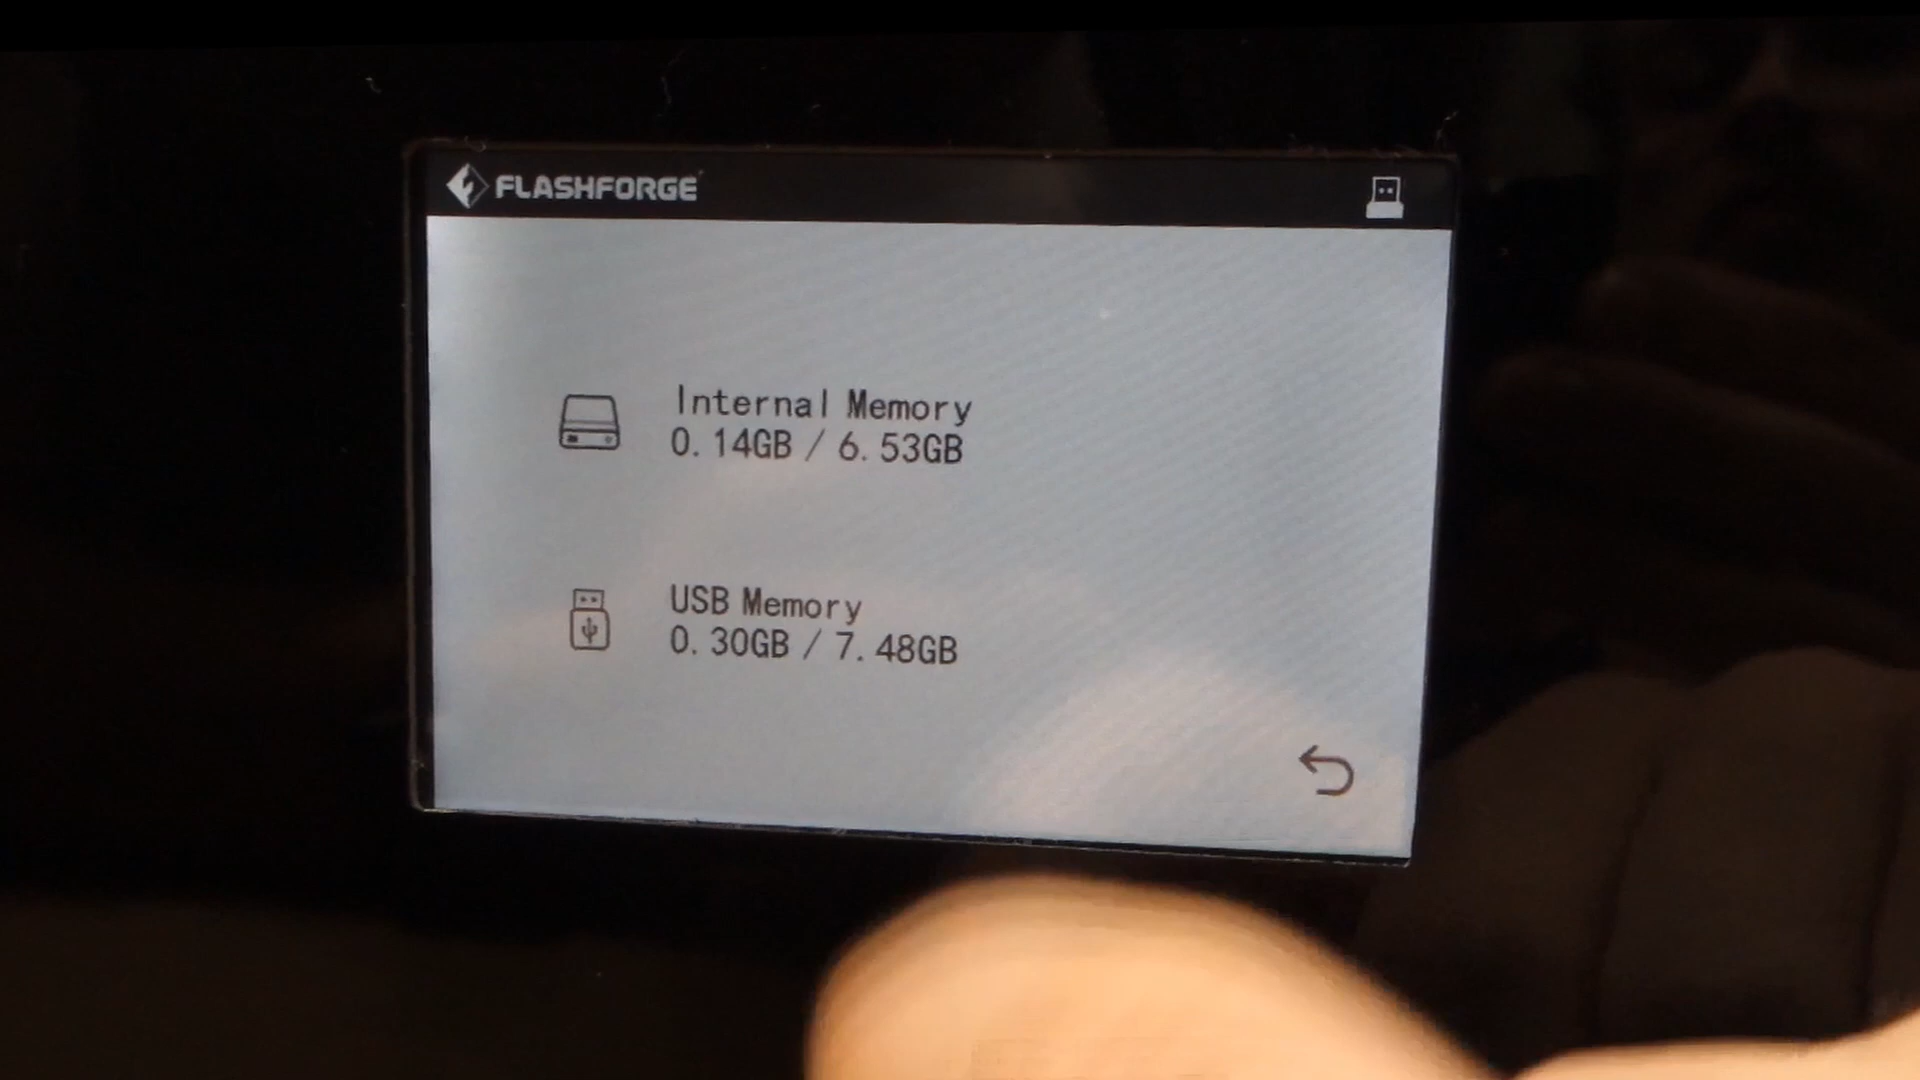 FLASHFORGE
Internal Memory
0.14GB / 6.53GB
USB Memory
0.30GB / 7.48GB